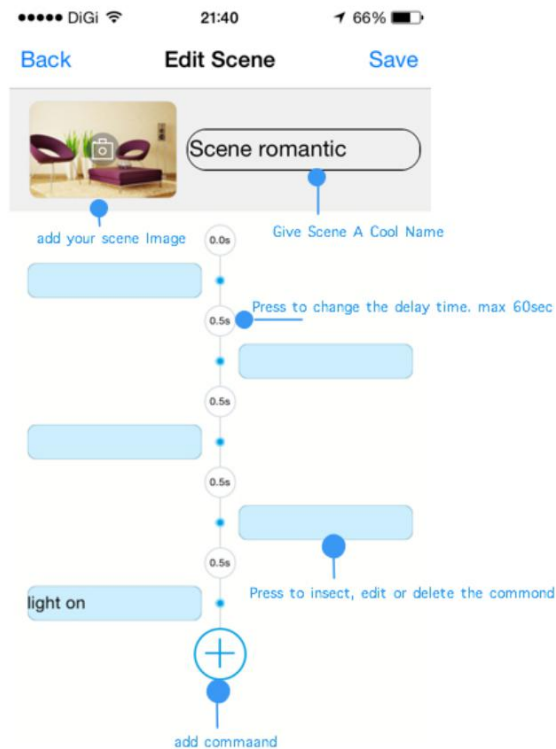 DiGi 21:40 66%
Back Edit Scene Save
Scene romantic
add your scene Image
Give Scene A Cool Name
0.0s
Press to change the delay time. max 60sec
0.5s
0.5s
0.5s
0.5s
Press to insect, edit or delete the commond
light on
add commaand